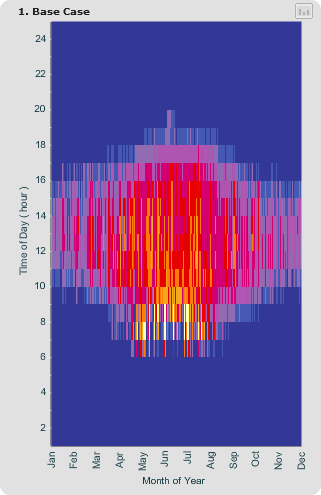 1. Base Case
24
22
20
18
16
14
12
10
8
6
4
2
Time of Day ( hour )
Jan
Feb
Mar
Apr
May
Jun
Jul
Aug
Sep
Oct
Nov
Dec
Month of Year